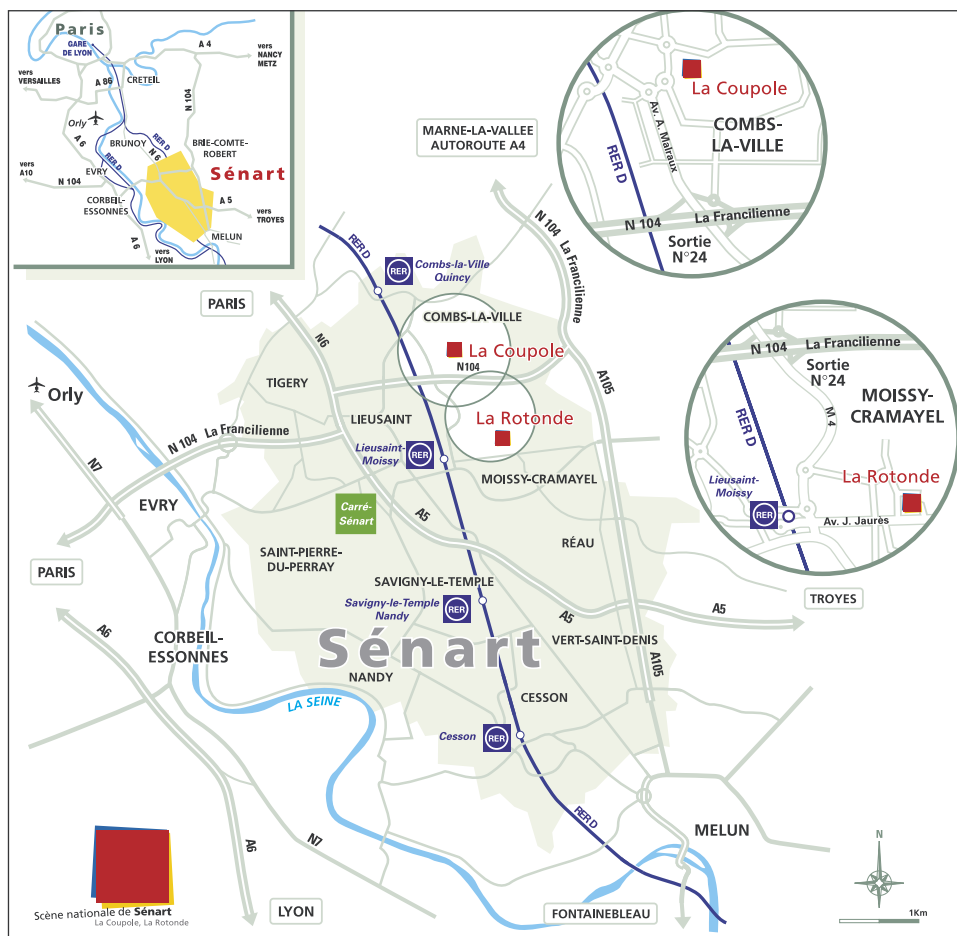 Paris
GARE
DE LYON
A 4
vers
NANCY
METZ
vers
VERSAILLES
A 86
CRETEIL
N 104
Orly
A 6
BRUNOY
RER D
N 6
BRIE-COMTE-
ROBERT
RER D
vers
A10
EVRY
N 104
Sénart
CORBEIL-
ESSONNES
A 5
vers
TROYES
MELUN
A 6
vers
LYON
La Coupole
COMBS-
LA-VILLE
Av. A. Malraux
RER D
N 104
La Francilienne
Sortie
N°24
MARNE-LA-VALLEE
AUTOROUTE A4
N 104
La Francilienne
RER D
RER
Combs-la-Ville
Quincy
PARIS
N6
COMBS-LA-VILLE
La Coupole
N104
TIGERY
A105
La Rotonde
LIEUSAINT
Orly
N 104
La Francilienne
N7
Lieusaint-
Moissy
RER
MOISSY-CRAMAYEL
N 104
La Francilienne
Sortie
N°24
MOISSY-
CRAMAYEL
M 4
RER D
La Rotonde
Lieusaint-
Moissy
RER
Av. J. Jaurès
EVRY
Carré-
Sénart
A5
SAINT-PIERRE-
DU-PERRAY
RÉAU
PARIS
SAVIGNY-LE-TEMPLE
Savigny-le-Temple
Nandy
RER
TROYES
A5
A5
A6
CORBEIL-
ESSONNES
Sénart
VERT-SAINT-DENIS
A105
NANDY
CESSON
LA SEINE
Cesson
RER
RER D
MELUN
A6
N7
N
Scène nationale de Sénart
La Coupole, La Rotonde
LYON
FONTAINEBLEAU
1Km